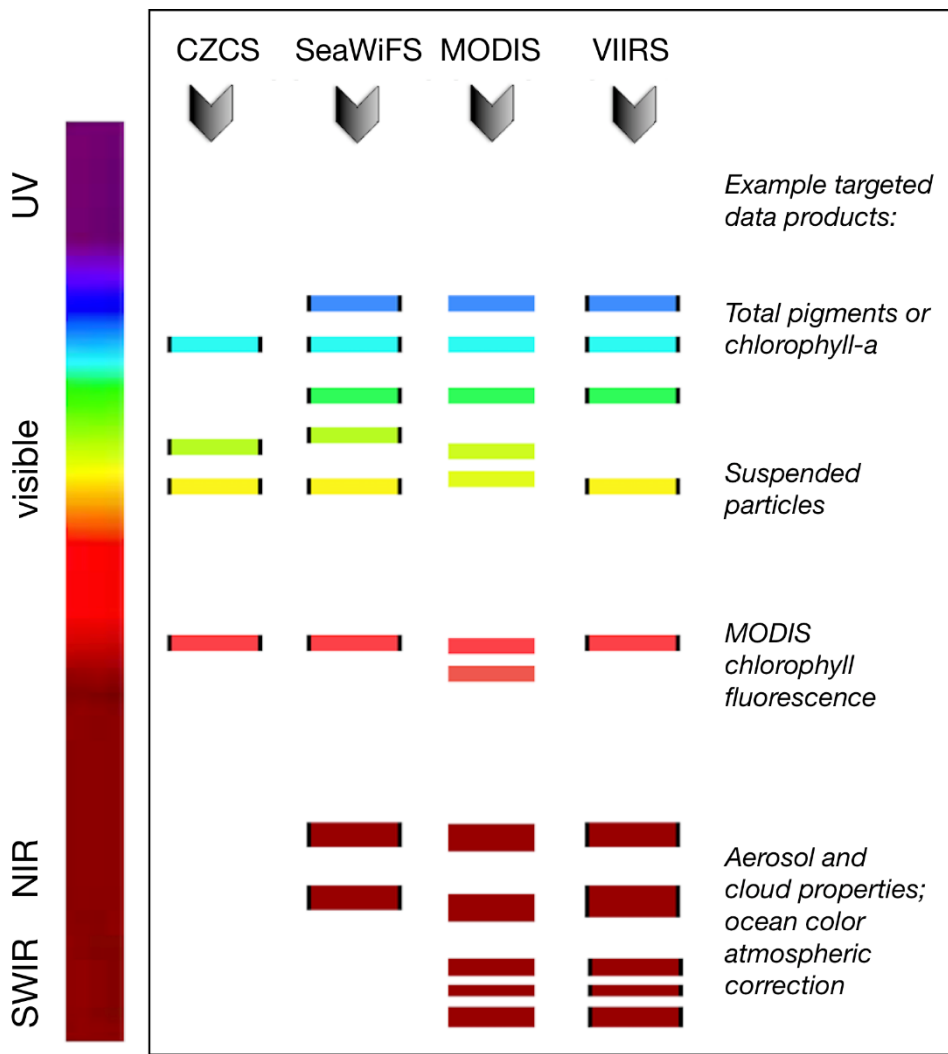 CZCS SeaWiFS MODIS VIIRS
UV
Example targeted
data products:
Total pigments or
chlorophyll-a
visible
Suspended
particles
MODIS
chlorophyll
fluorescence
NIR
Aerosol and
cloud properties;
ocean color
atmospheric
correction
SWIR